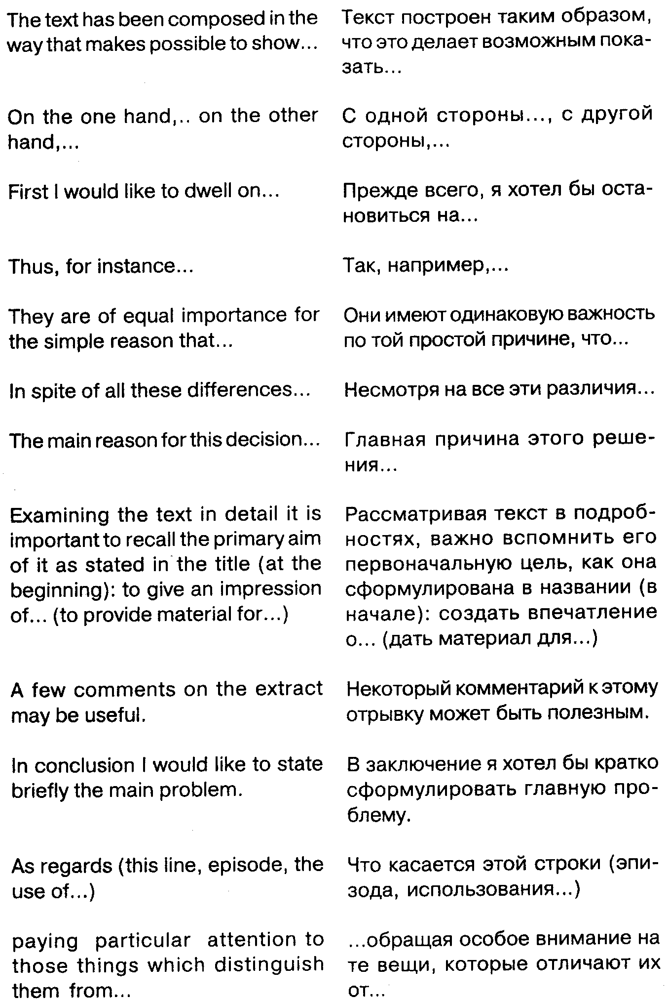 The text has been composed in the
way that makes possible to show...
Текст построен таким образом,
что это делает возможным пока-
зать...
On the one hand,.. on the other
hand,...
С одной стороны..., с другой
стороны,...
First I would like to dwell on...
Прежде всего, я хотел бы оста-
новиться на...
Thus, for instance...
Так, например,...
They are of equal importance for
the simple reason that...
Они имеют одинаковую важность
по той простой причине, что...
In spite of all these differences...
Несмотря на все эти различия...
The main reason for this decision...
Главная причина этого реше-
ния...
Examining the text in detail it is
important to recall the primary aim
of it as stated in the title (at the
beginning): to give an impression
of... (to provide material for...)
Рассматривая текст в подроб-
ностях, важно вспомнить его
первоначальную цель, как она
сформулирована в названии (в
начале): создать впечатление
о... (дать материал для...)
A few comments on the extract
may be useful.
Некоторый комментарий к этому
отрывку может быть полезным.
In conclusion I would like to state
briefly the main problem.
В заключение я хотел бы кратко
сформулировать главную про-
блему.
As regards (this line, episode, the
use of...)
Что касается этой строки (эпи-
зода, использования...)
paying particular attention to
those things which distinguish
them from...
...обращая особое внимание на
те вещи, которые отличают их
от...